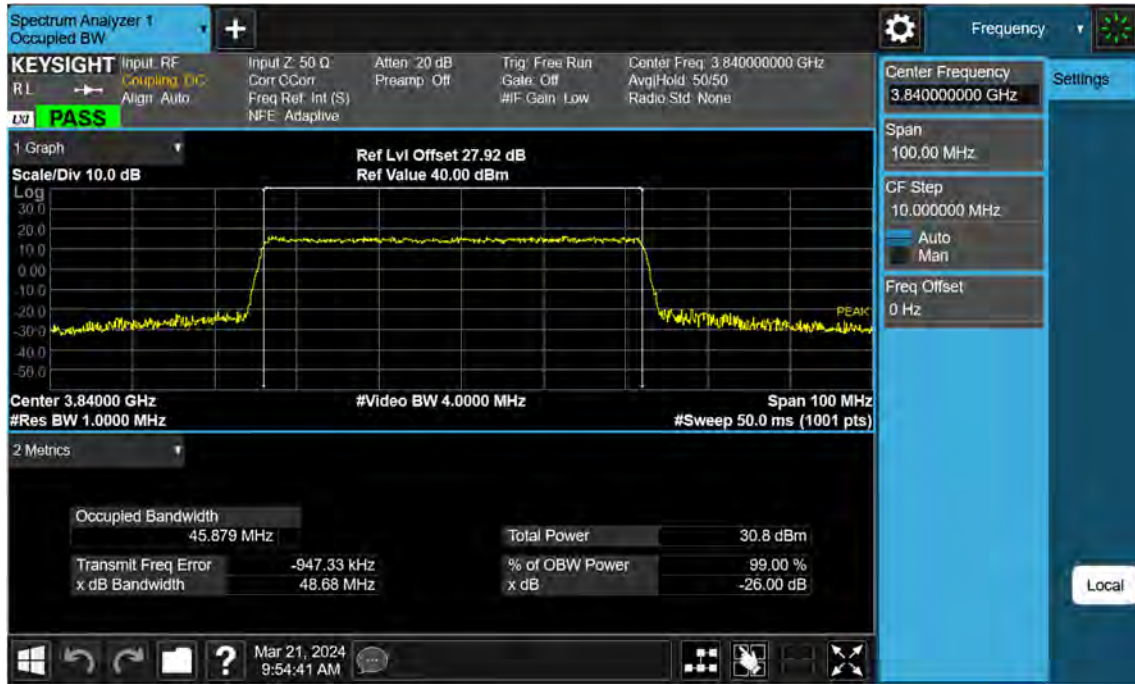 Spectrum Analyzer 1
Occupied BW
+
Frequency
KEYSIGHT
R L
LXI
PASS
Input: RF
Coupling: DC
Align: Auto
Input Z: 50 Ω
Corr CCorr
Freq Ref: Int (S)
NFE: Adaptive
Atten: 20 dB
Preamp: Off
Trig: Free Run
Gate: Off
#IF Gain: Low
Center Freq: 3.840000000 GHz
Avg|Hold: 50/50
Radio Std: None
Center Frequency
3.840000000 GHz
Settings
Span
100.00 MHz
CF Step
10.000000 MHz
Auto
Man
Freq Offset
0 Hz
1 Graph
Scale/Div 10.0 dB
Ref Lvl Offset 27.92 dB
Ref Value 40.00 dBm
Log
30.0
20.0
10.0
0.00
-10.0
-20.0
-30.0
-40.0
-50.0
PEAK
Center 3.84000 GHz
#Video BW 4.0000 MHz
Span 100 MHz
#Res BW 1.0000 MHz
#Sweep 50.0 ms (1001 pts)
2 Metrics
Occupied Bandwidth
45.879 MHz
Total Power 30.8 dBm
Transmit Freq Error -947.33 kHz
% of OBW Power 99.00 %
x dB Bandwidth 48.68 MHz
x dB -26.00 dB
Local
?
Mar 21, 2024
9:54:41 AM